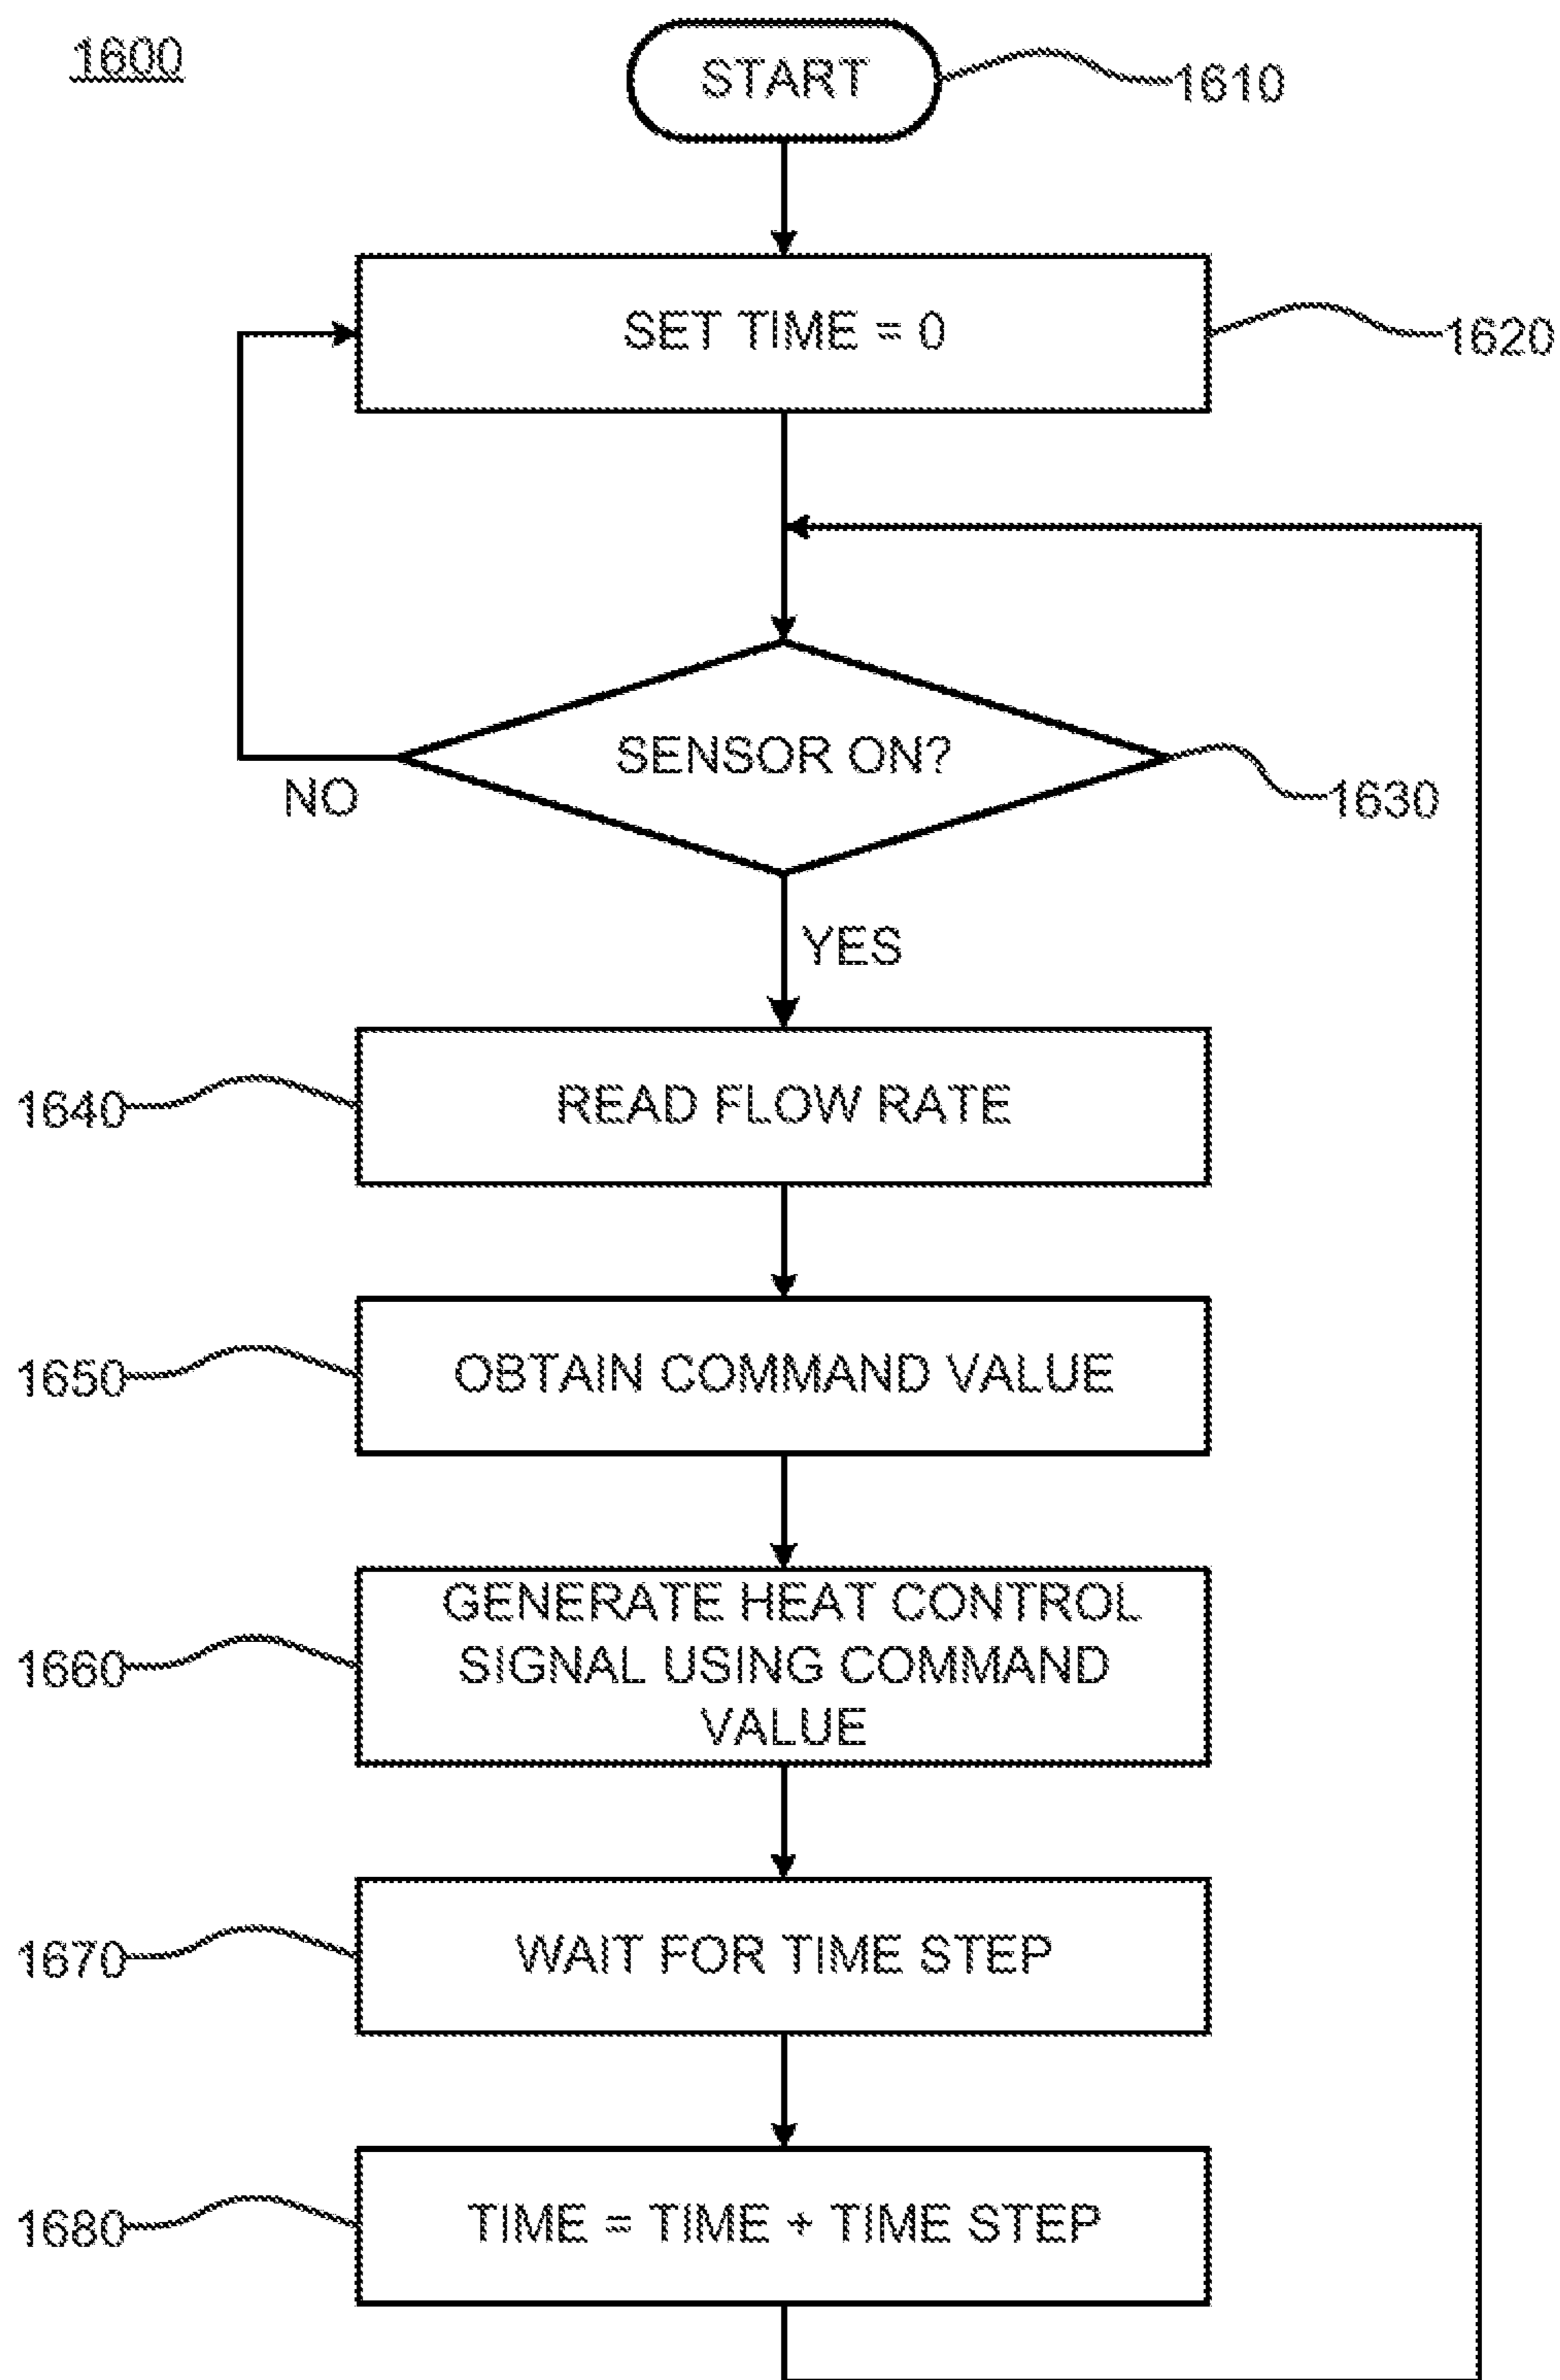 1600
START
1610
SET TIME = 0
1620
SENSOR ON?
NO
1630
YES
1640
READ FLOW RATE
1650
OBTAIN COMMAND VALUE
GENERATE HEAT CONTROL
1660
SIGNAL USING COMMAND
VALUE
1670
WAIT FOR TIME STEP
1680
TIME = TIME + TIME STEP